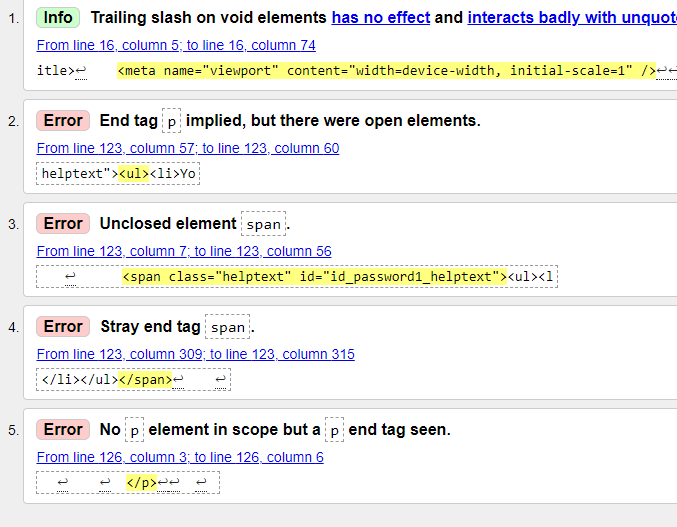 1. Info Trailing slash on void elements has no effect and interacts badly with unquot
From line 16, column 5; to line 16, column 74
itle>↩ <meta name="viewport" content="width=device-width, initial-scale=1" />↩↩
2. Error End tag p implied, but there were open elements.
From line 123, column 57; to line 123, column 60
helptext"><ul><li>Yo
3. Error Unclosed element span.
From line 123, column 7; to line 123, column 56
↩ <span class="helptext" id="id_password1_helptext"><ul><l
4. Error Stray end tag span.
From line 123, column 309; to line 123, column 315
</li></ul></span>↩ ↩
5. Error No p element in scope but a p end tag seen.
From line 126, column 3; to line 126, column 6
↩ ↩ </p>↩↩ ↩